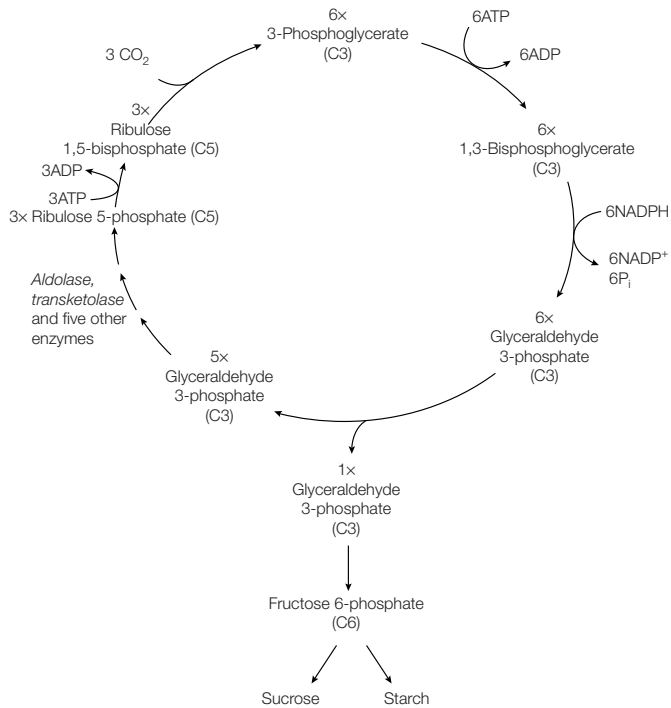 6×
3-Phosphoglycerate
(C3)
6ATP
6ADP
3 CO₂
3×
Ribulose
1,5-bisphosphate (C5)
3ADP
3ATP
3× Ribulose 5-phosphate (C5)
6×
1,3-Bisphosphoglycerate
(C3)
6NADPH
6NADP⁺
6Pᵢ
6×
Glyceraldehyde
3-phosphate
(C3)
Aldolase,
transketolase
and five other
enzymes
5×
Glyceraldehyde
3-phosphate
(C3)
1×
Glyceraldehyde
3-phosphate
(C3)
Fructose 6-phosphate
(C6)
Sucrose
Starch